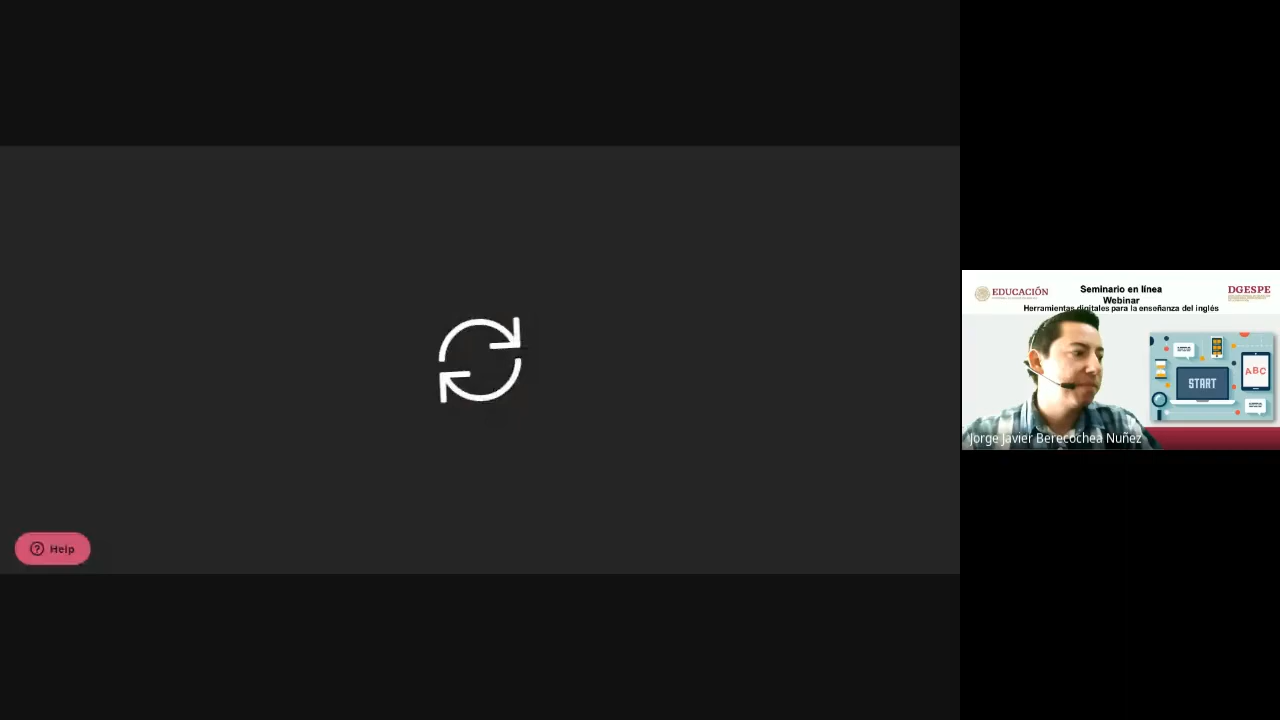 Help
EDUCACIÓN
Seminario en línea
Webinar
Herramientas digitales para la enseñanza del inglés
DGESPE
START
ABC
Jorge Javier Berecochea Nuñez